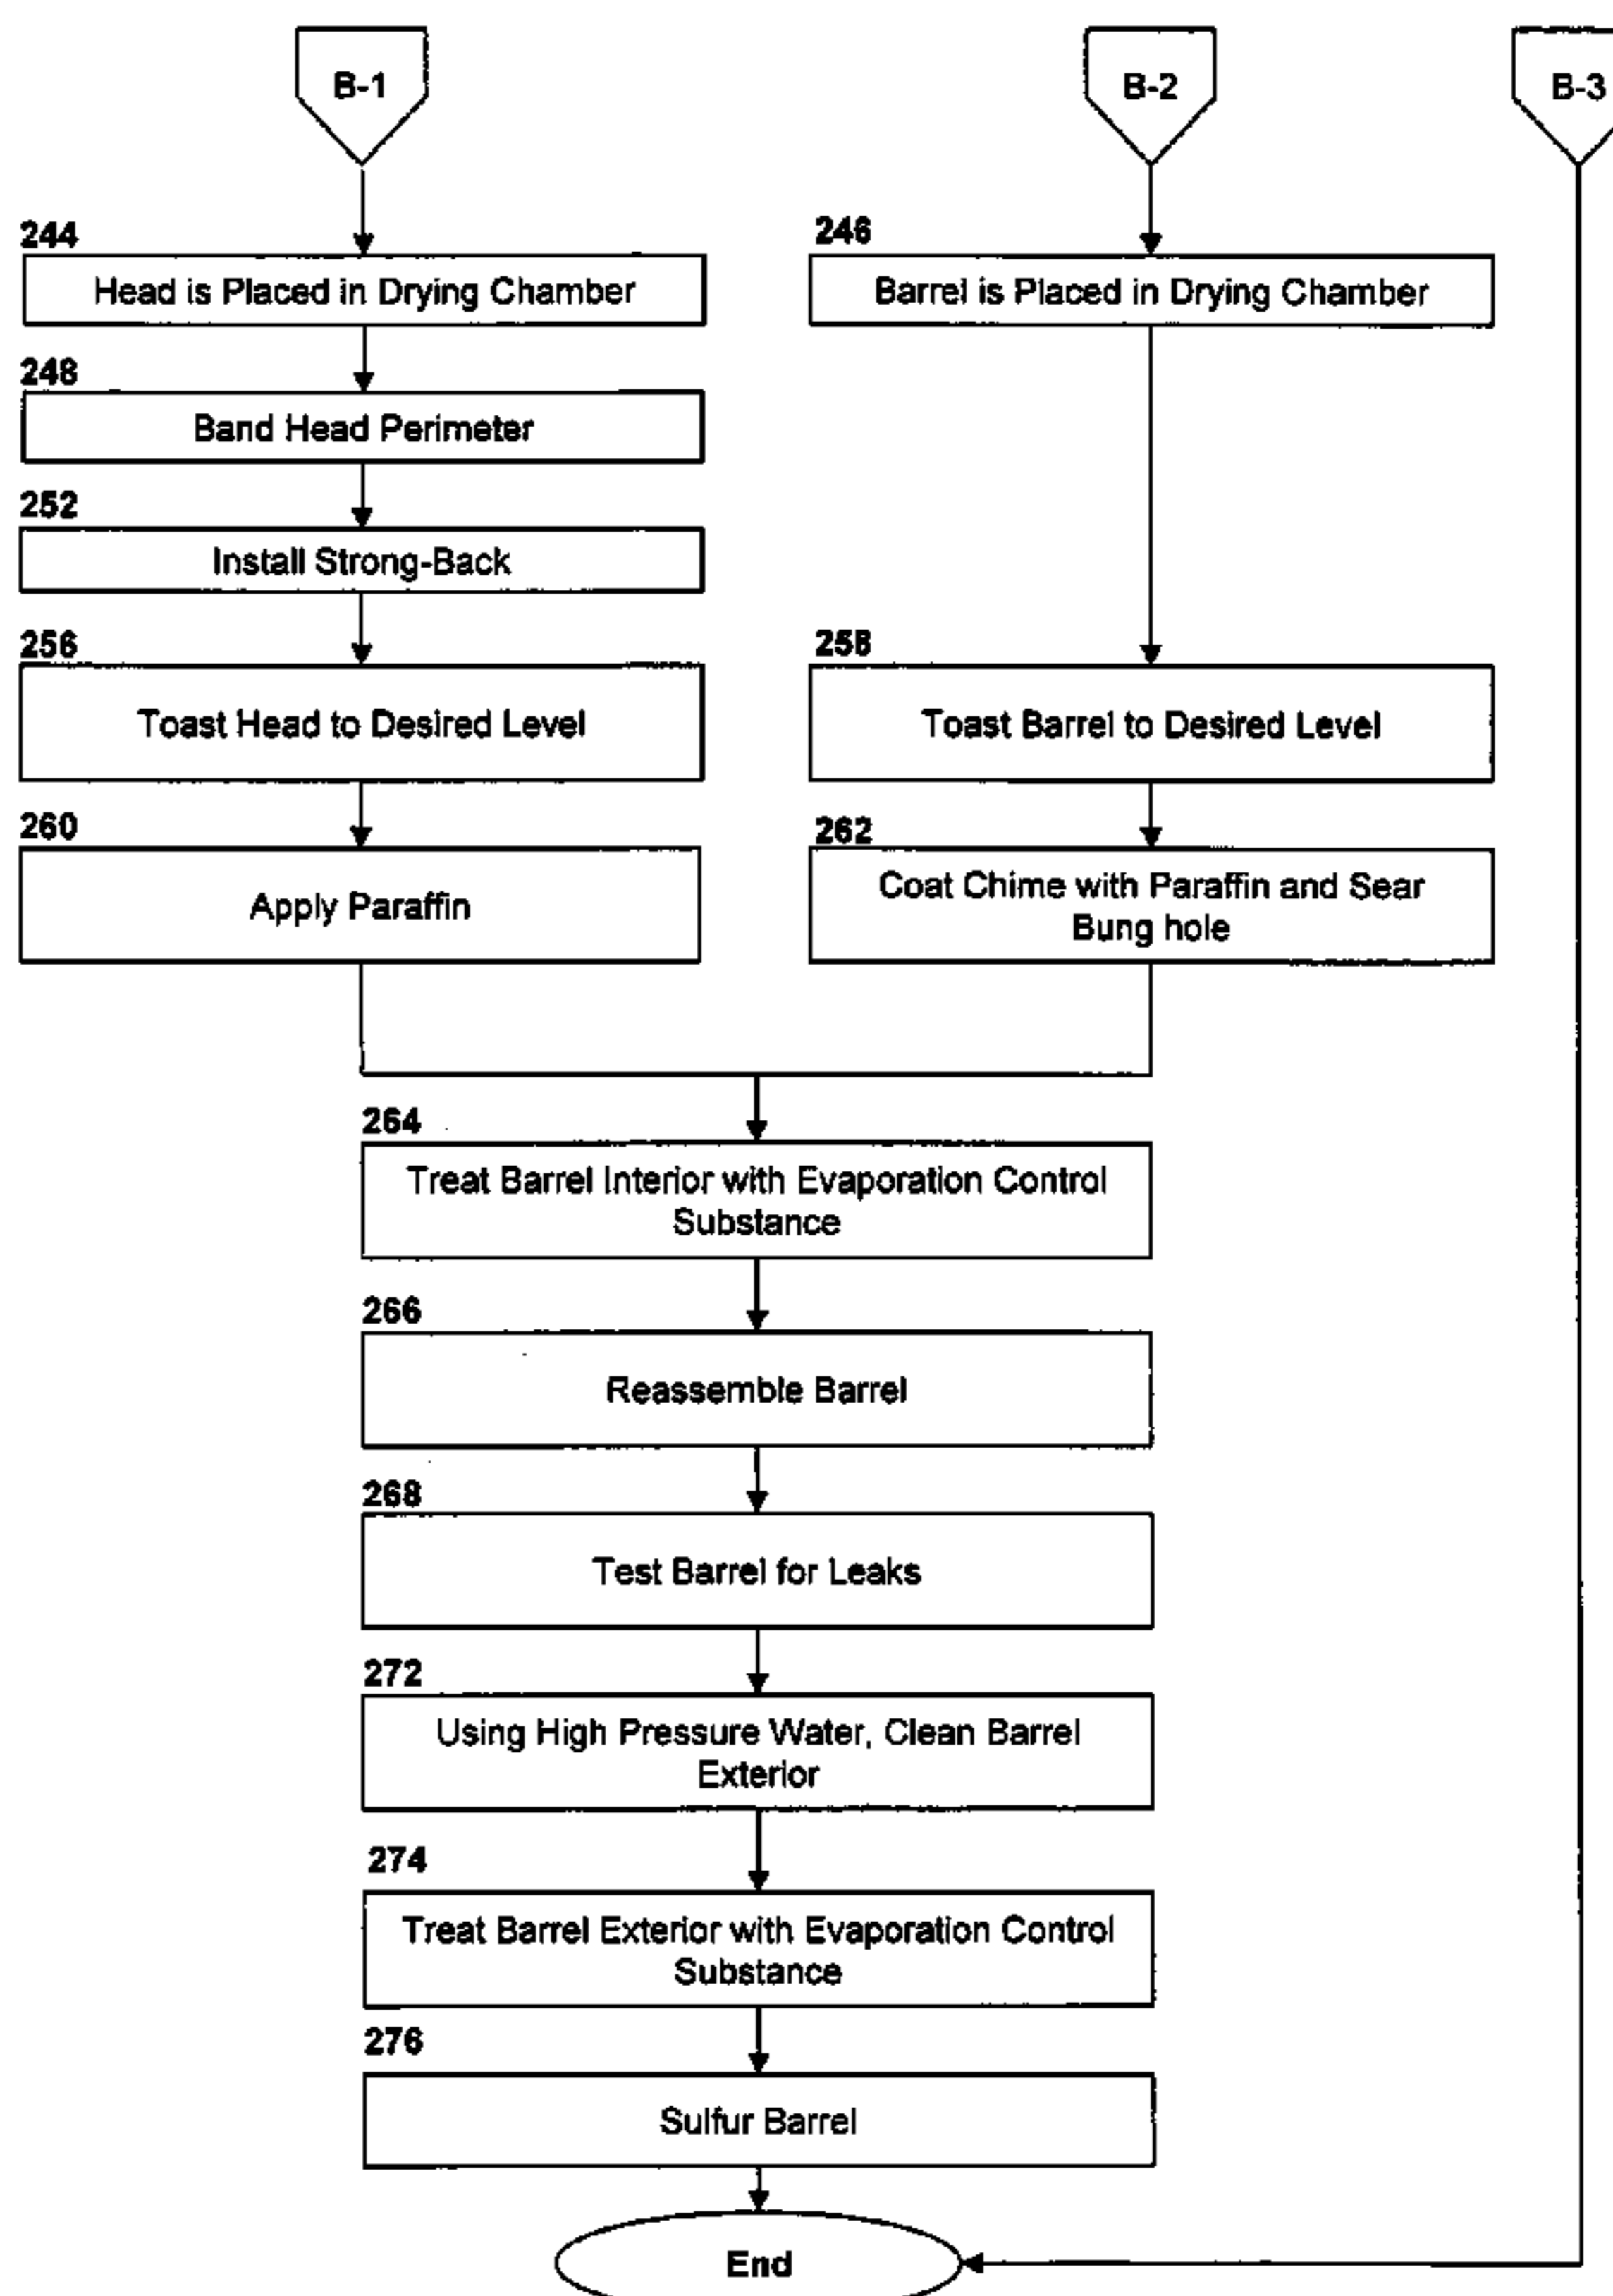 B-1
B-2
B-3
244
Head is Placed in Drying Chamber
246
Barrel is Placed in Drying Chamber
248
Band Head Perimeter
252
Install Strong-Back
256
Toast Head to Desired Level
258
Toast Barrel to Desired Level
260
Apply Paraffin
262
Coat Chime with Paraffin and Sear
Bung hole
264
Treat Barrel Interior with Evaporation Control
Substance
266
Reassemble Barrel
268
Test Barrel for Leaks
272
Using High Pressure Water, Clean Barrel
Exterior
274
Treat Barrel Exterior with Evaporation Control
Substance
276
Sulfur Barrel
End